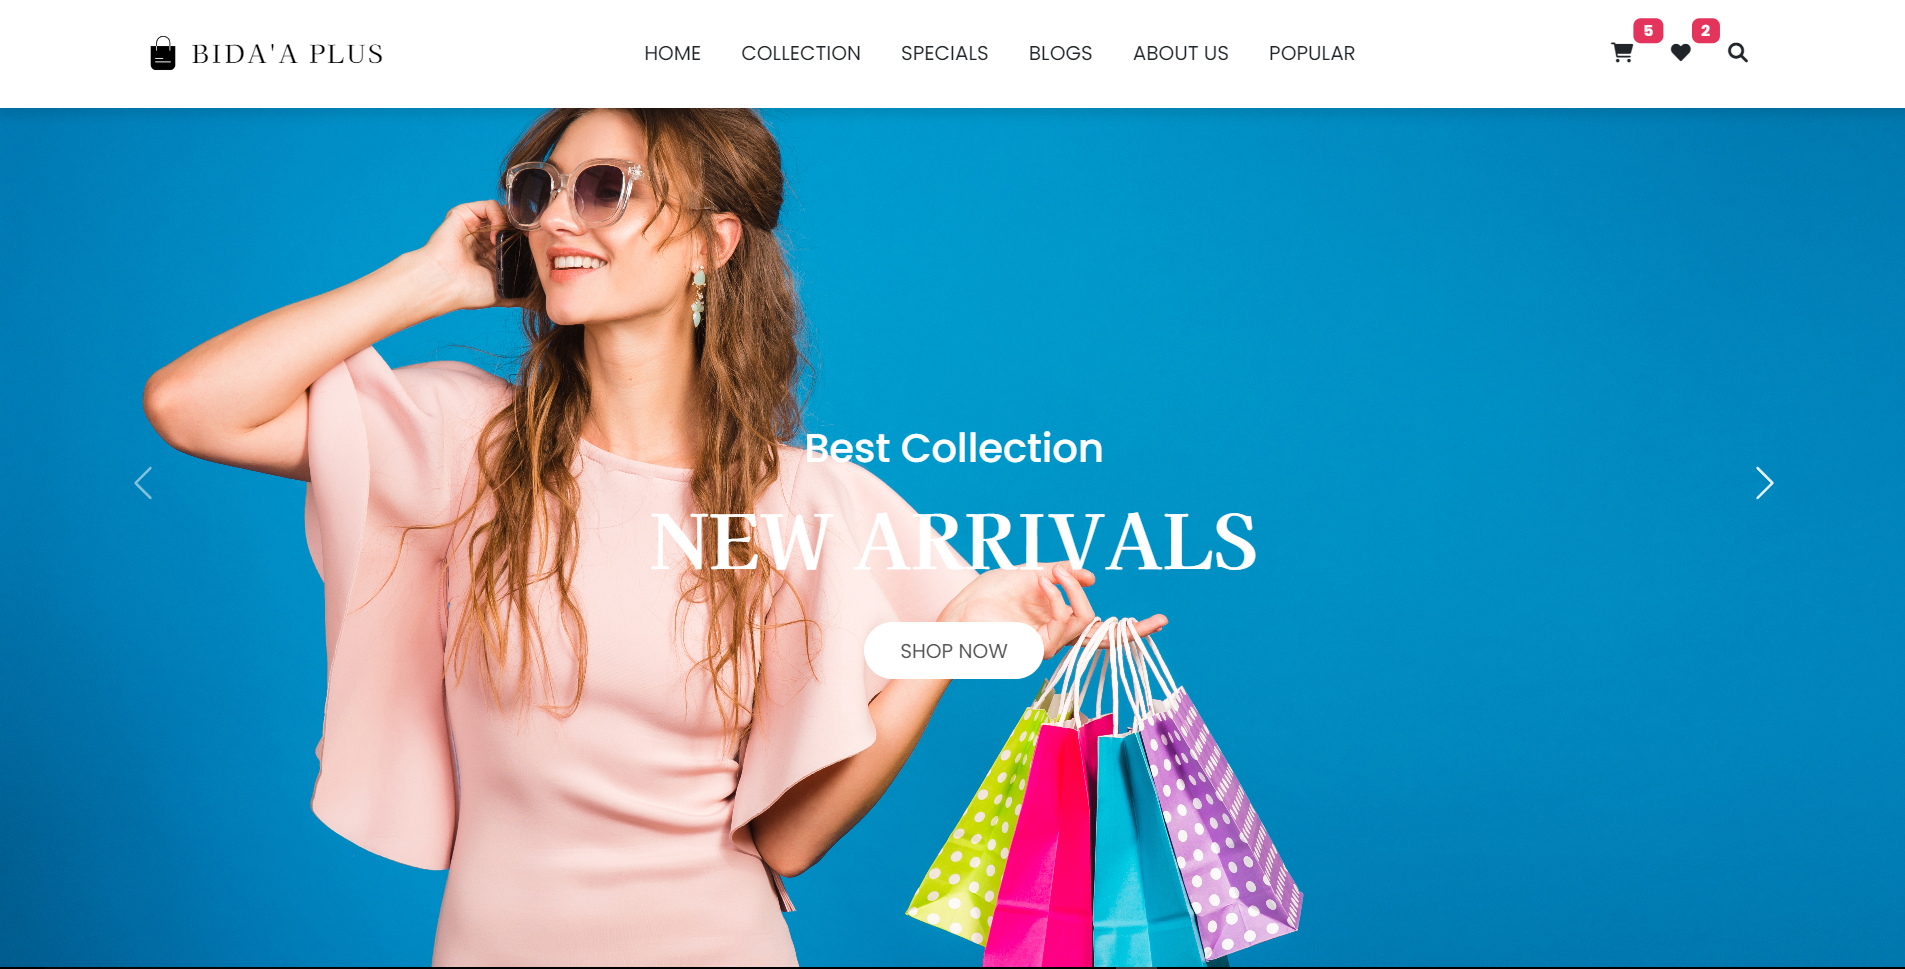 BIDA'A PLUS
HOME COLLECTION SPECIALS BLOGS ABOUT US POPULAR
5 2
Best Collection
NEW ARRIVALS
SHOP NOW